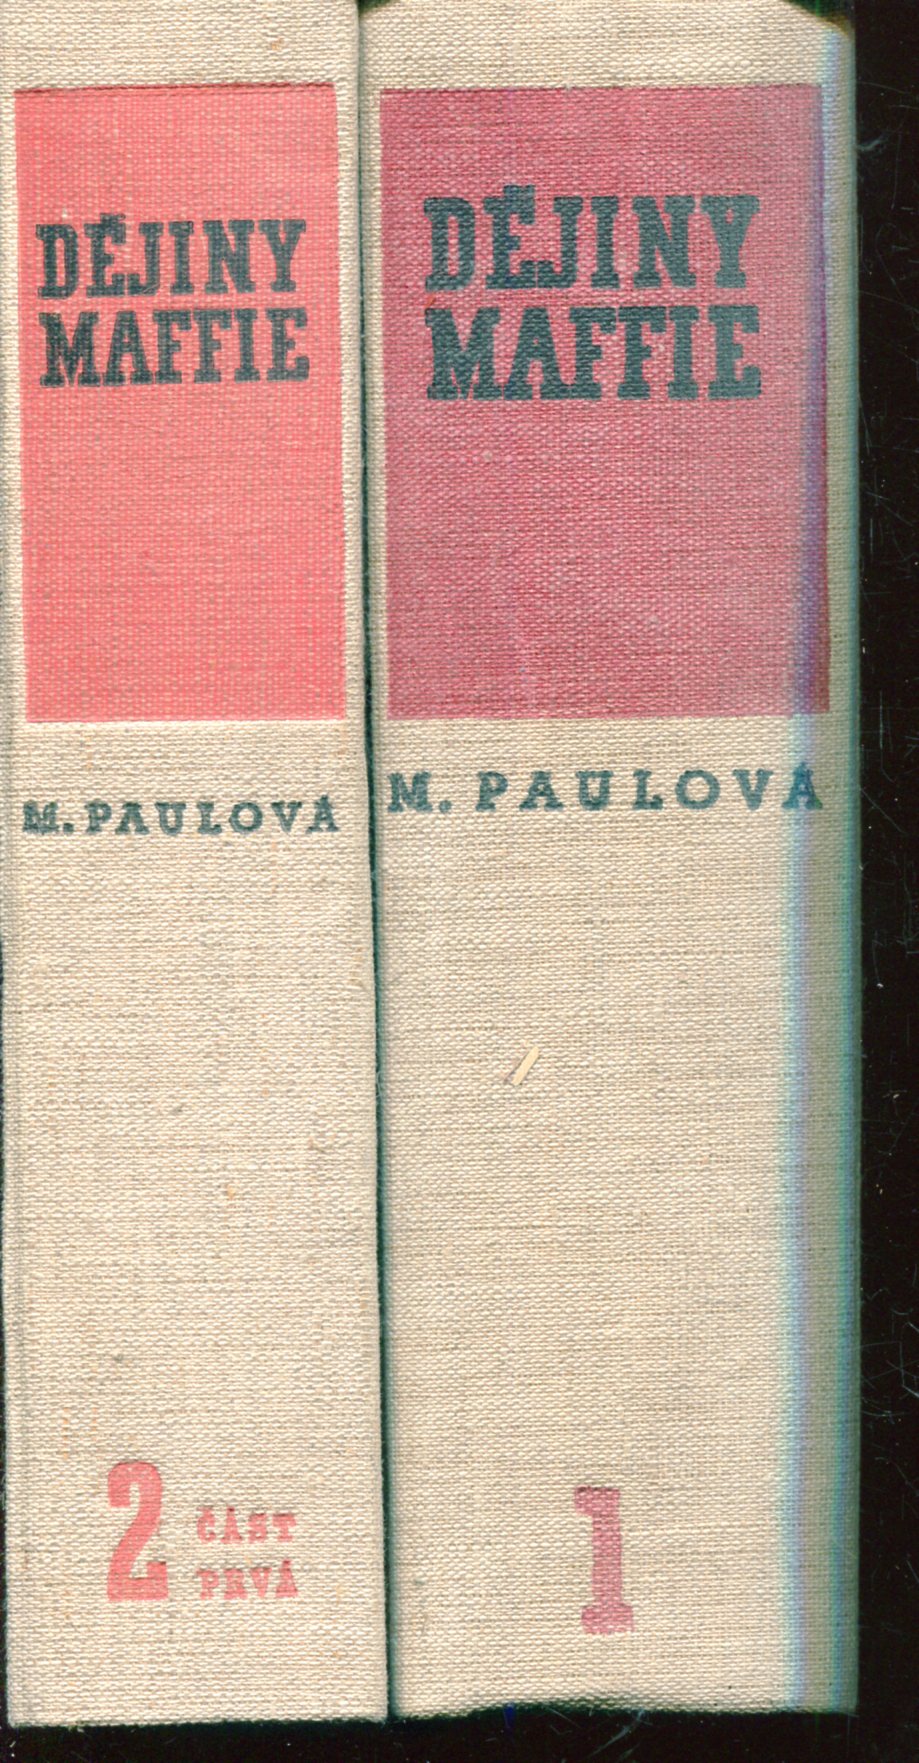 DĚJINY
MAFFIE
M. PAULOVÁ
2 ČÁST
PRVÁ
DĚJINY
MAFFIE
M. PAULOVÁ
1